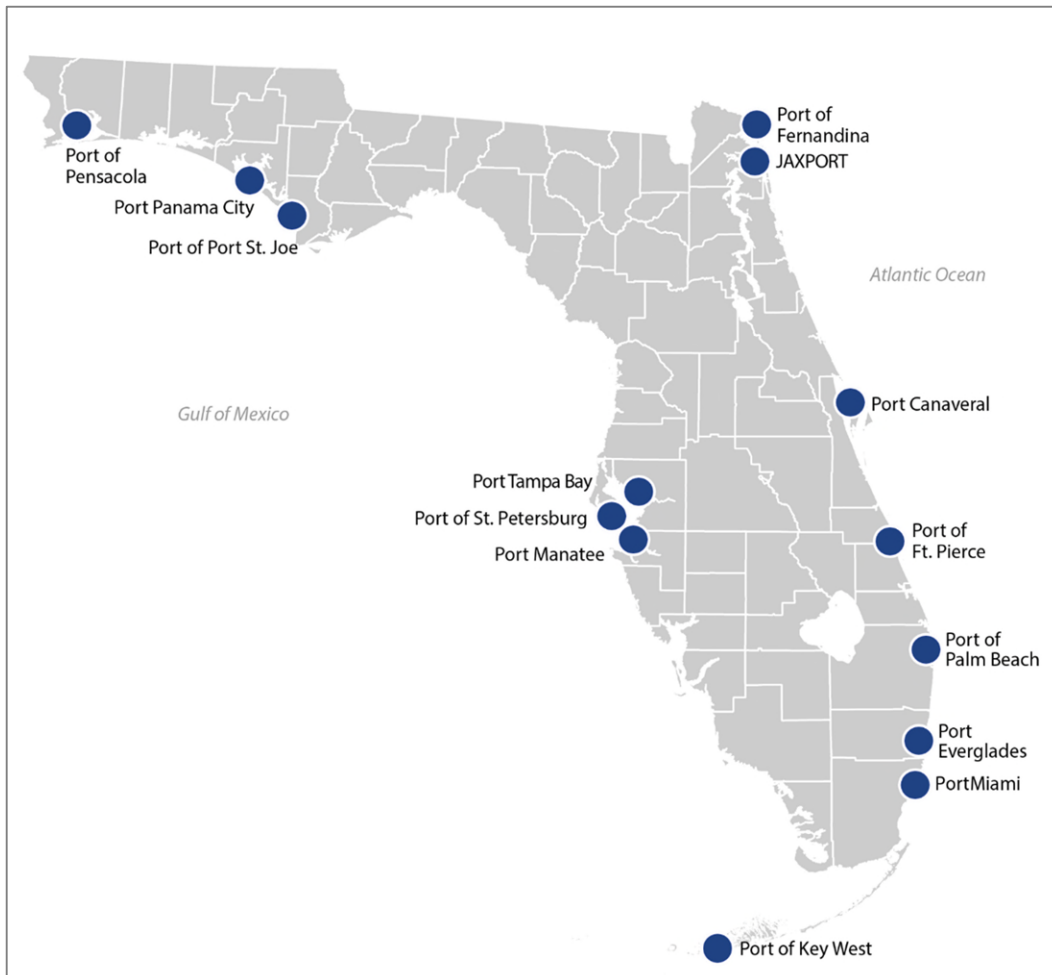 Port of
Fernandina
JAXPORT
Port of
Pensacola
Port Panama City
Port of Port St. Joe
Atlantic Ocean
Gulf of Mexico
Port Canaveral
Port Tampa Bay
Port of St. Petersburg
Port Manatee
Port of
Ft. Pierce
Port of
Palm Beach
Port
Everglades
PortMiami
Port of Key West